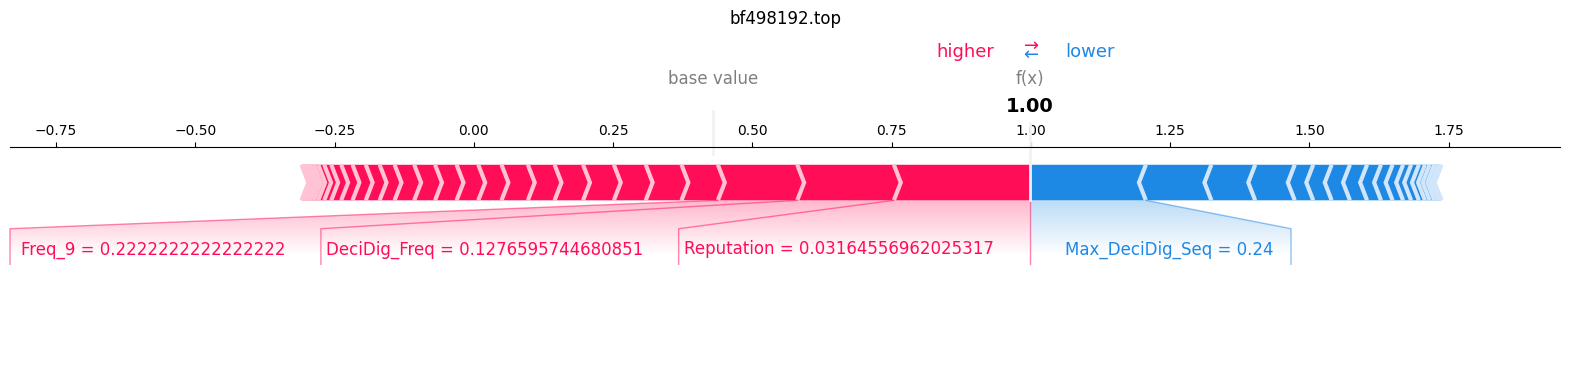 bf498192.top
higher ⇄ lower
base value f(x)
1.00
−0.75 −0.50 −0.25 0.00 0.25 0.50 0.75 1.00 1.25 1.50 1.75
Freq_9 = 0.2222222222222222 DeciDig_Freq = 0.1276595744680851 Reputation = 0.03164556962025317 Max_DeciDig_Seq = 0.24